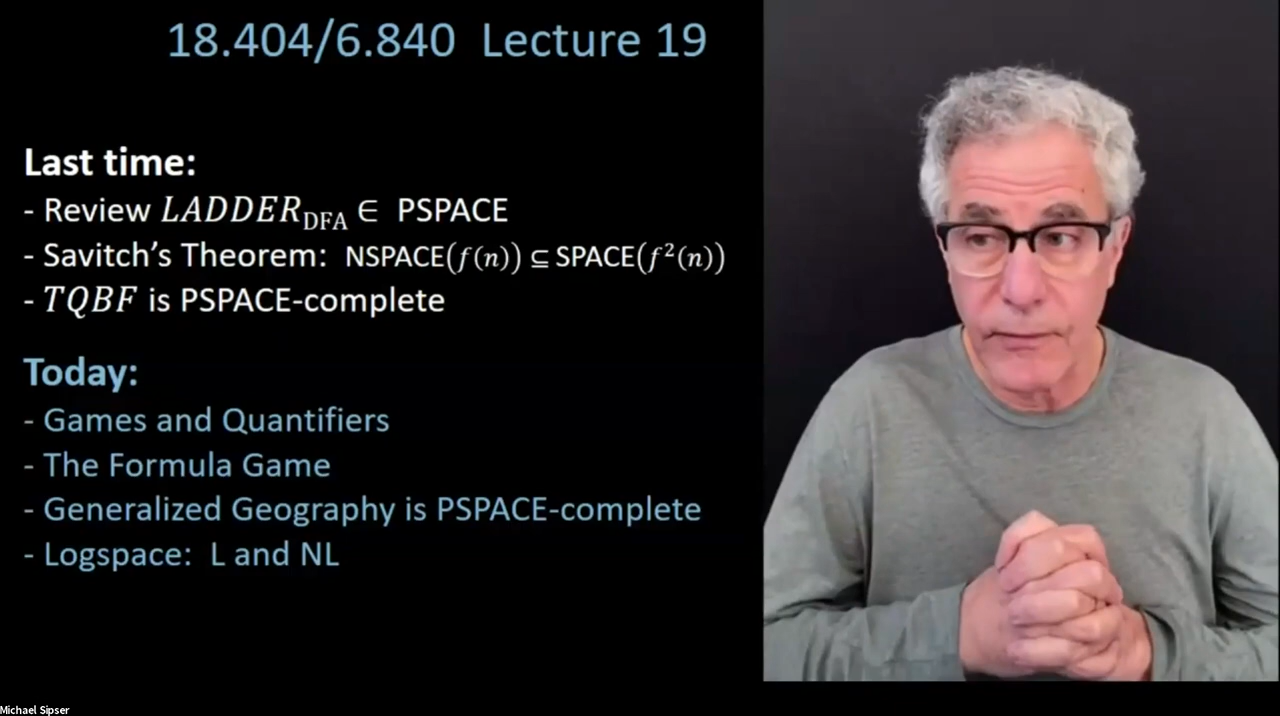 18.404/6.840 Lecture 19
Last time:
- Review LADDER_DFA ∈ PSPACE
- Savitch’s Theorem: NSPACE(f(n)) ⊆ SPACE(f²(n))
- TQBF is PSPACE-complete
Today:
- Games and Quantifiers
- The Formula Game
- Generalized Geography is PSPACE-complete
- Logspace: L and NL
Michael Sipser